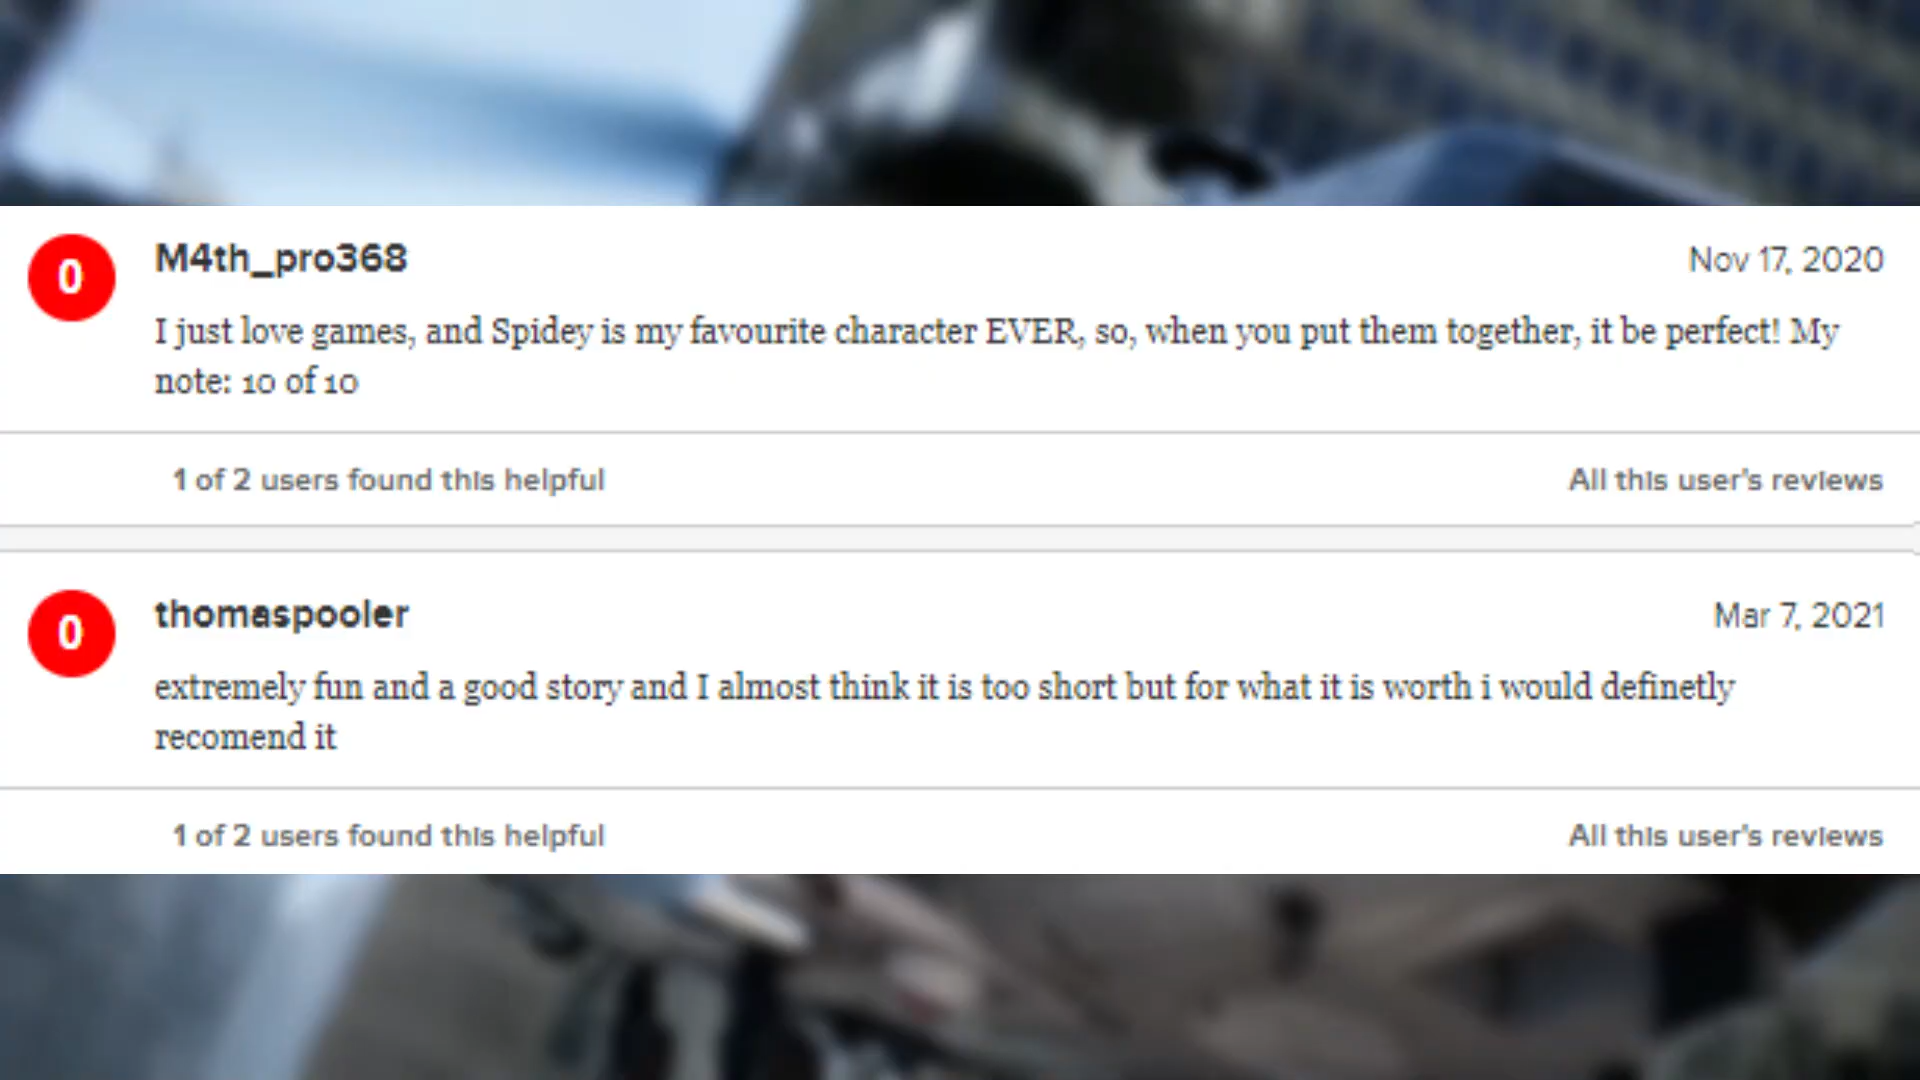 0
M4th_pro368
Nov 17, 2020
I just love games, and Spidey is my favourite character EVER, so, when you put them together, it be perfect! My
note: 10 of 10
1 of 2 users found this helpful
All this user's reviews
0
thomaspooler
Mar 7, 2021
extremely fun and a good story and I almost think it is too short but for what it is worth i would definetly
recomend it
1 of 2 users found this helpful
All this user's reviews